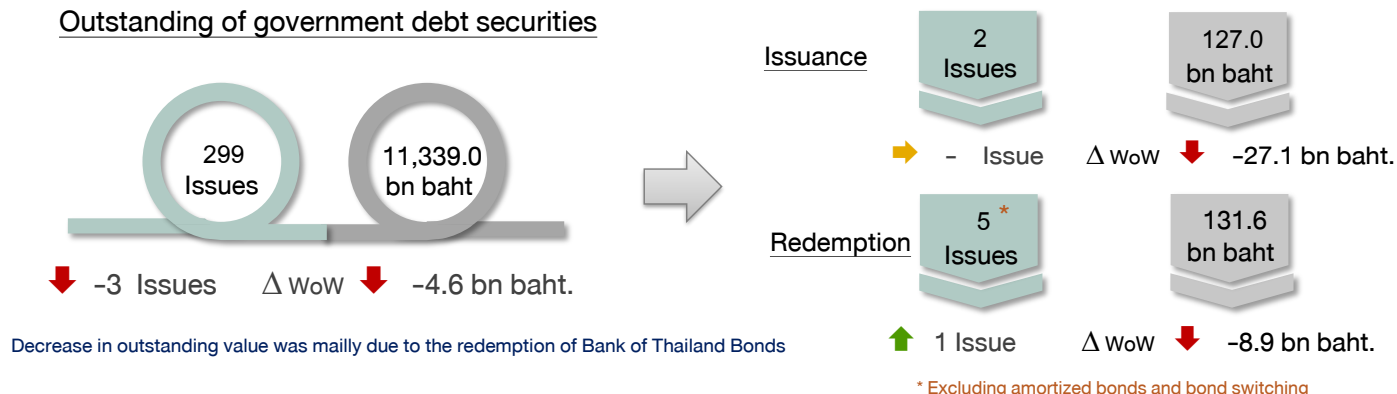 Outstanding of government debt securities
299
Issues
11,339.0
bn baht
-3 Issues Δ WoW -4.6 bn baht.
Decrease in outstanding value was mailly due to the redemption of Bank of Thailand Bonds
Issuance
2
Issues
127.0
bn baht
- Issue Δ WoW -27.1 bn baht.
Redemption
5 *
Issues
131.6
bn baht
1 Issue Δ WoW -8.9 bn baht.
* Excluding amortized bonds and bond switching